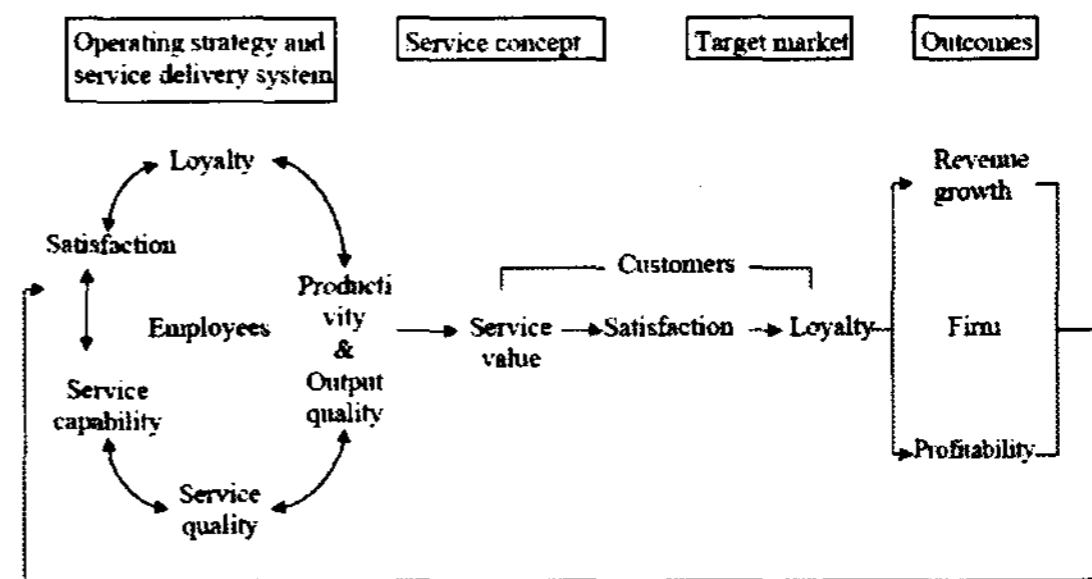 Operating strategy and
service delivery system
Service concept
Target market
Outcomes
Loyalty
Satisfaction
Employees
Service
capability
Service
quality
Producti
vity
&
Output
quality
Customers
Service
value
Satisfaction
Loyalty
Revenue
growth
Firm
Profitability